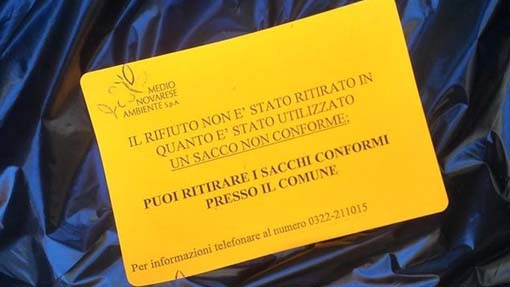 MEDIO
NOVARESE
AMBIENTE S.p.A
IL RIFIUTO NON E' STATO RITIRATO IN
QUANTO E' STATO UTILIZZATO
UN SACCO NON CONFORME:
PUOI RITIRARE I SACCHI CONFORMI
PRESSO IL COMUNE
Per informazioni telefonare al numero 0322-211015